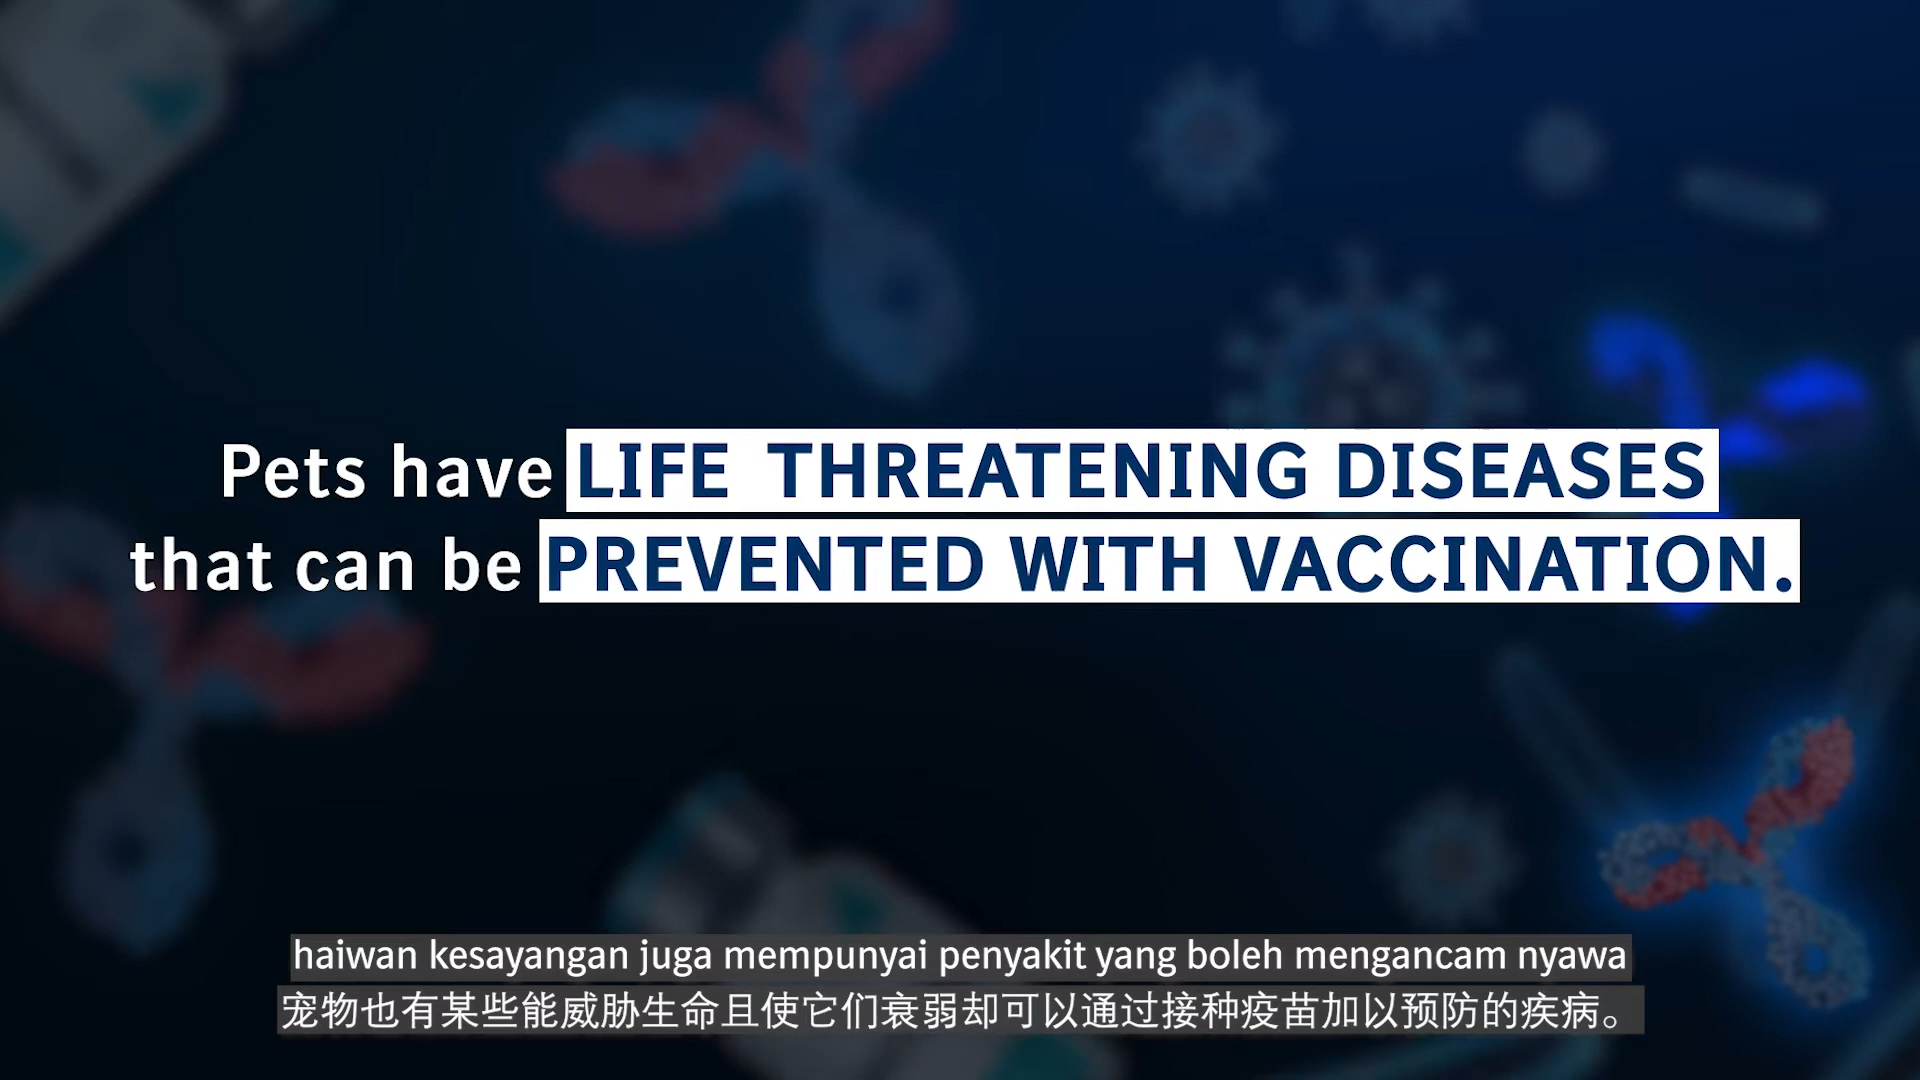 Pets have LIFE THREATENING DISEASES
that can be PREVENTED WITH VACCINATION.
haiwan kesayangan juga mempunyai penyakit yang boleh mengancam nyawa
宠物也有某些能威胁生命且使它们衰弱却可以通过接种疫苗加以预防的疾病。